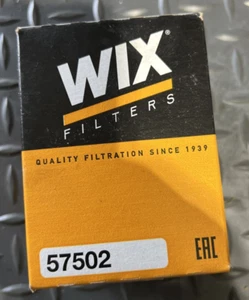 WIX®
FILTERS
QUALITY FILTRATION SINCE 1939
57502
EAC